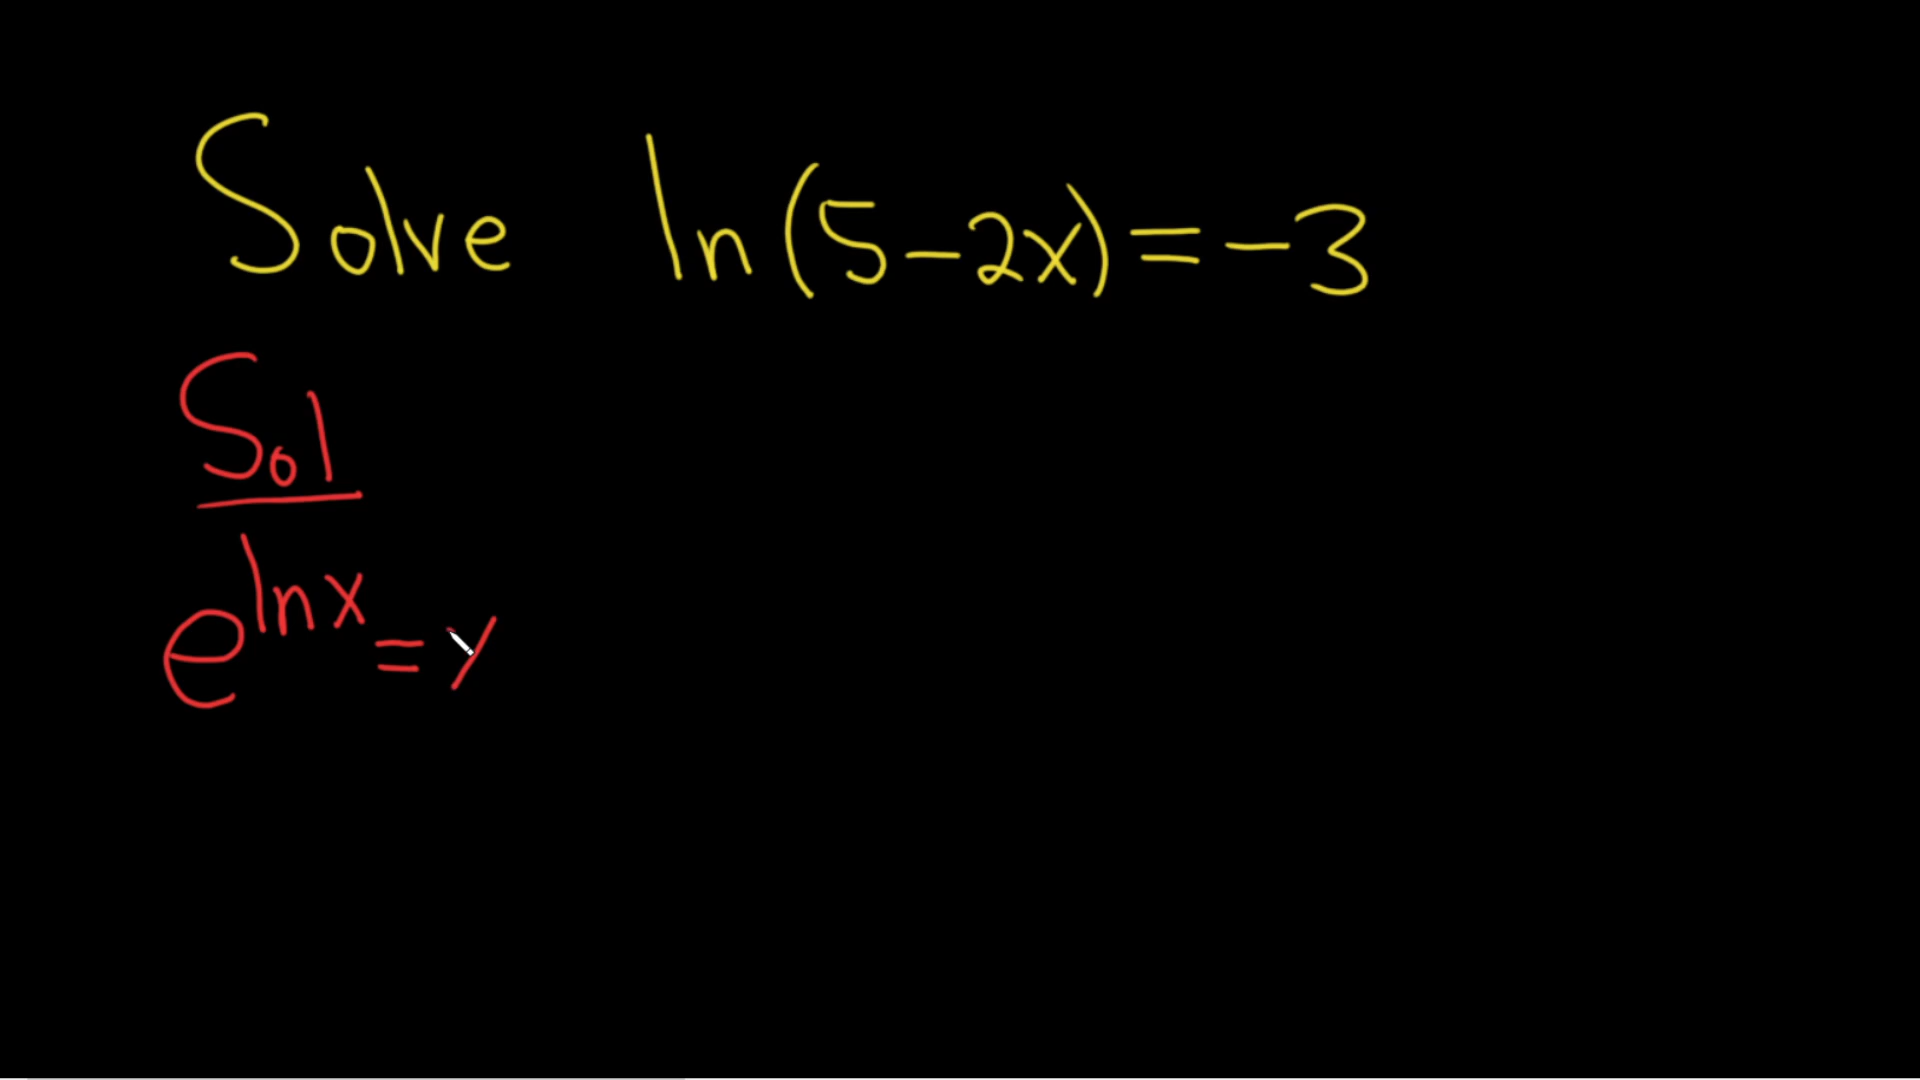 Solve ln(5-2x)=-3
Sol
e^lnx =